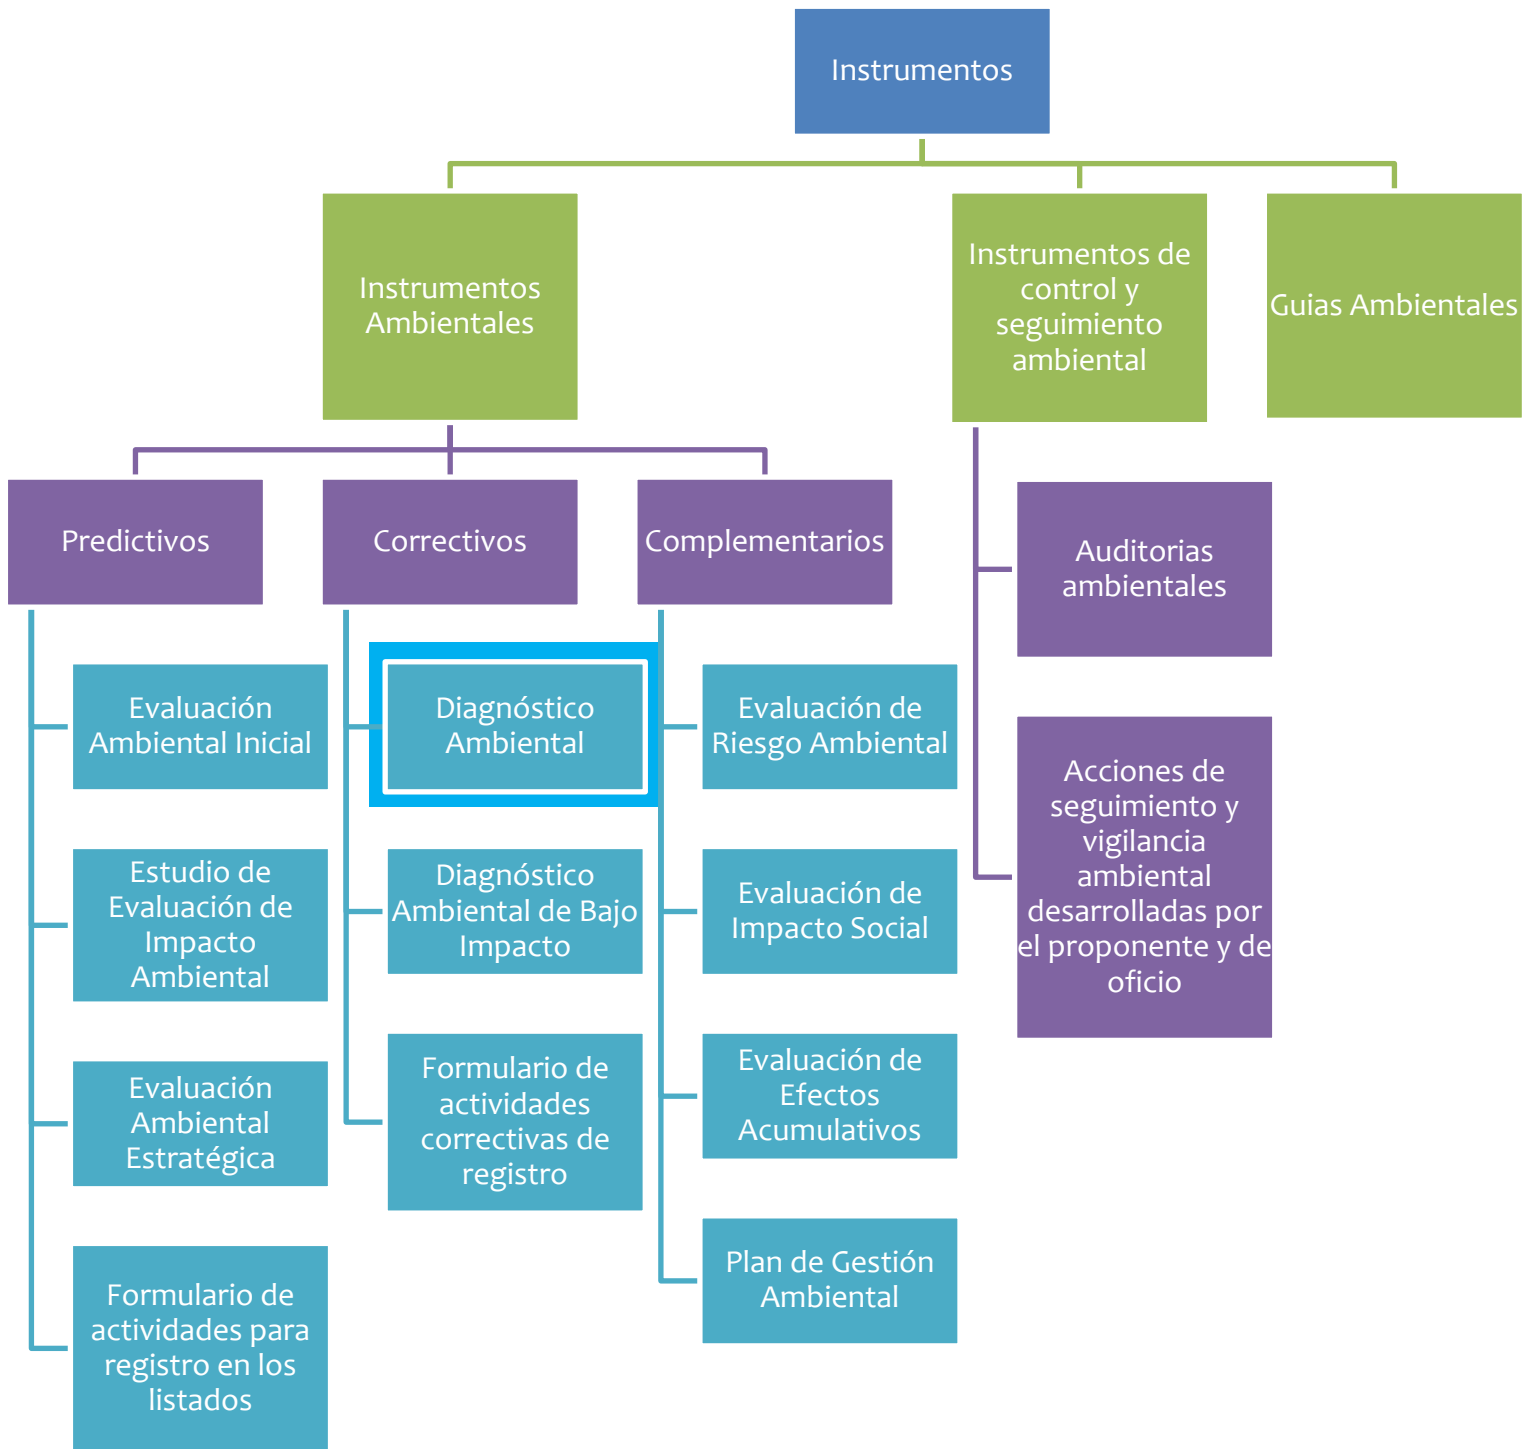 Instrumentos
Instrumentos
Ambientales
Instrumentos de
control y
seguimiento
ambiental
Guias Ambientales
Predictivos
Correctivos
Complementarios
Evaluación
Ambiental Inicial
Estudio de
Evaluación de
Impacto
Ambiental
Evaluación
Ambiental
Estratégica
Formulario de
actividades para
registro en los
listados
Diagnóstico
Ambiental
Diagnóstico
Ambiental de Bajo
Impacto
Formulario de
actividades
correctivas de
registro
Evaluación de
Riesgo Ambiental
Evaluación de
Impacto Social
Evaluación de
Efectos
Acumulativos
Plan de Gestión
Ambiental
Auditorias
ambientales
Acciones de
seguimiento y
vigilancia
ambiental
desarrolladas por
el proponente y de
oficio